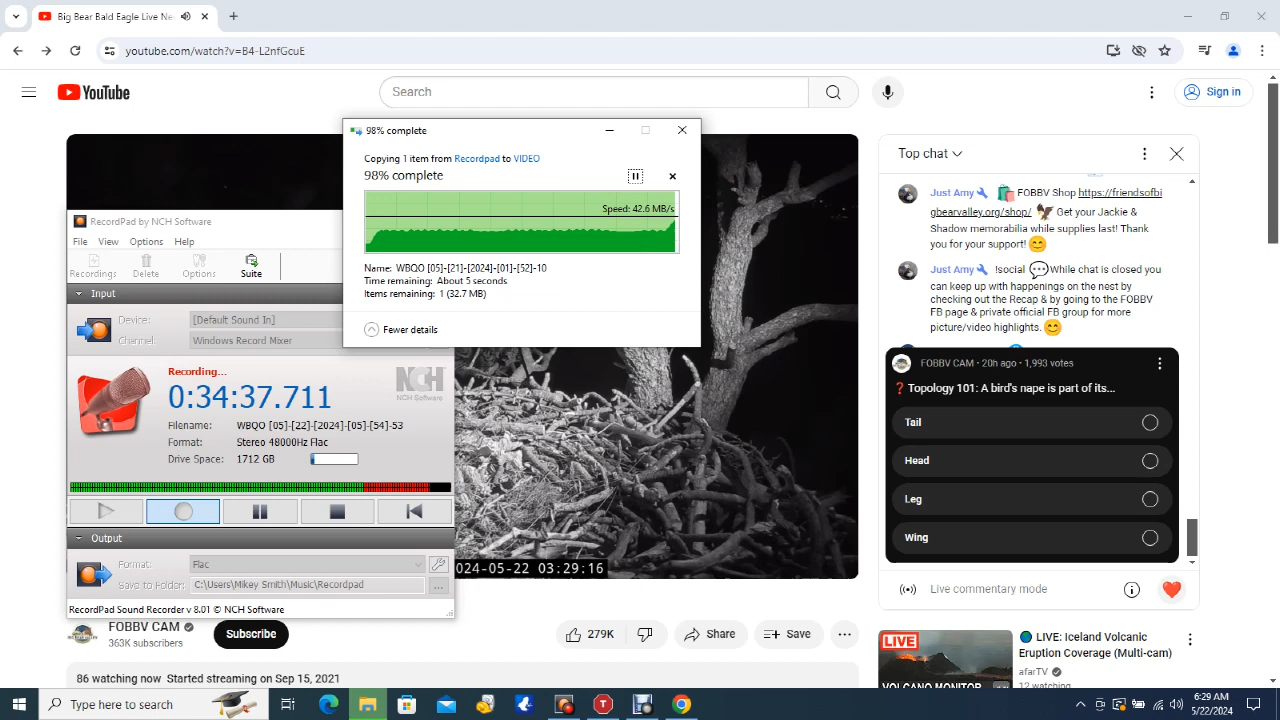 Big Bear Bald Eagle Live Ne
youtube.com/watch?v=B4-L2nfGcuE
YouTube
Search
Sign in
98% complete
Copying 1 item from Recordpad to VIDEO
98% complete
Speed: 42.6 MB/s
Name: WBQO [05]-[21]-[2024]-[01]-[52]-10
Time remaining: About 5 seconds
Items remaining: 1 (32.7 MB)
Fewer details
RecordPad by NCH Software
File View Options Help
Recordings Delete Options Suite
Input
Device: [Default Sound In]
Channel: Windows Record Mixer
Recording...
0:34:37.711
NCH
NCH Software
Filename: WBQO [05]-[22]-[2024]-[05]-[54]-53
Format: Stereo 48000Hz Flac
Drive Space: 1712 GB
Output
Format: Flac
Save to Folder: C:\Users\Mikey Smith\Music\Recordpad
...
RecordPad Sound Recorder v 8.01 © NCH Software
024-05-22 03:29:16
FOBBV CAM
363K subscribers
Subscribe
279K
Share
Save
86 watching now Started streaming on Sep 15, 2021
Top chat
Just Amy 🔧 🛍️ FOBBV Shop https://friendsofbi
gbearvalley.org/shop/ 🦅 Get your Jackie &
Shadow memorabilia while supplies last! Thank
you for your support! 😊
Just Amy 🔧 !social 💬While chat is closed you
can keep up with happenings on the nest by
checking out the Recap & by going to the FOBBV
FB page & private official FB group for more
picture/video highlights. 😊
FOBBV CAM • 20h ago • 1,993 votes
❓Topology 101: A bird's nape is part of its...
Tail
Head
Leg
Wing
Live commentary mode
LIVE
VOLCANO MONITOR
🌎 LIVE: Iceland Volcanic
Eruption Coverage (Multi-cam)
afarTV
12 watching
Type here to search
6:29 AM
5/22/2024